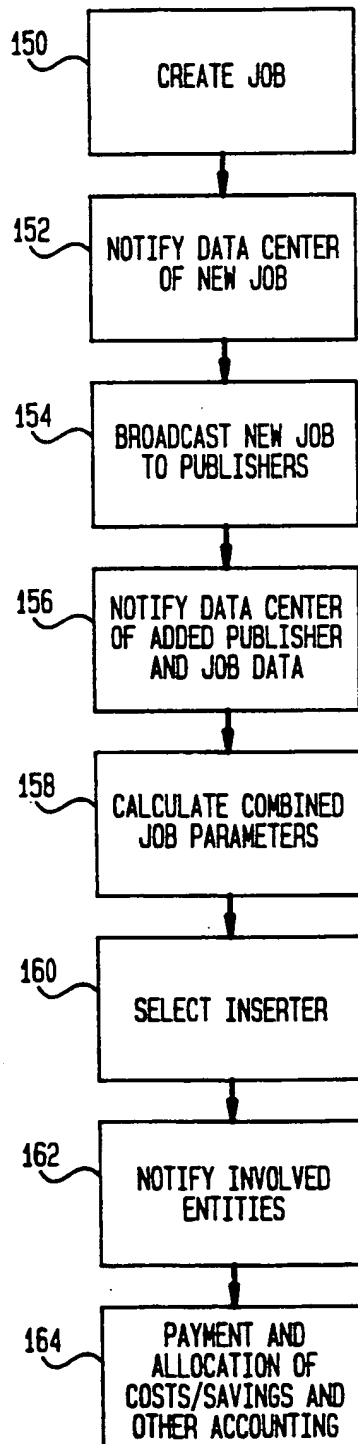 150
CREATE JOB
152
NOTIFY DATA CENTER
OF NEW JOB
154
BROADCAST NEW JOB
TO PUBLISHERS
156
NOTIFY DATA CENTER
OF ADDED PUBLISHER
AND JOB DATA
158
CALCULATE COMBINED
JOB PARAMETERS
160
SELECT INSERTER
162
NOTIFY INVOLVED
ENTITIES
164
PAYMENT AND
ALLOCATION OF
COSTS/SAVINGS AND
OTHER ACCOUNTING